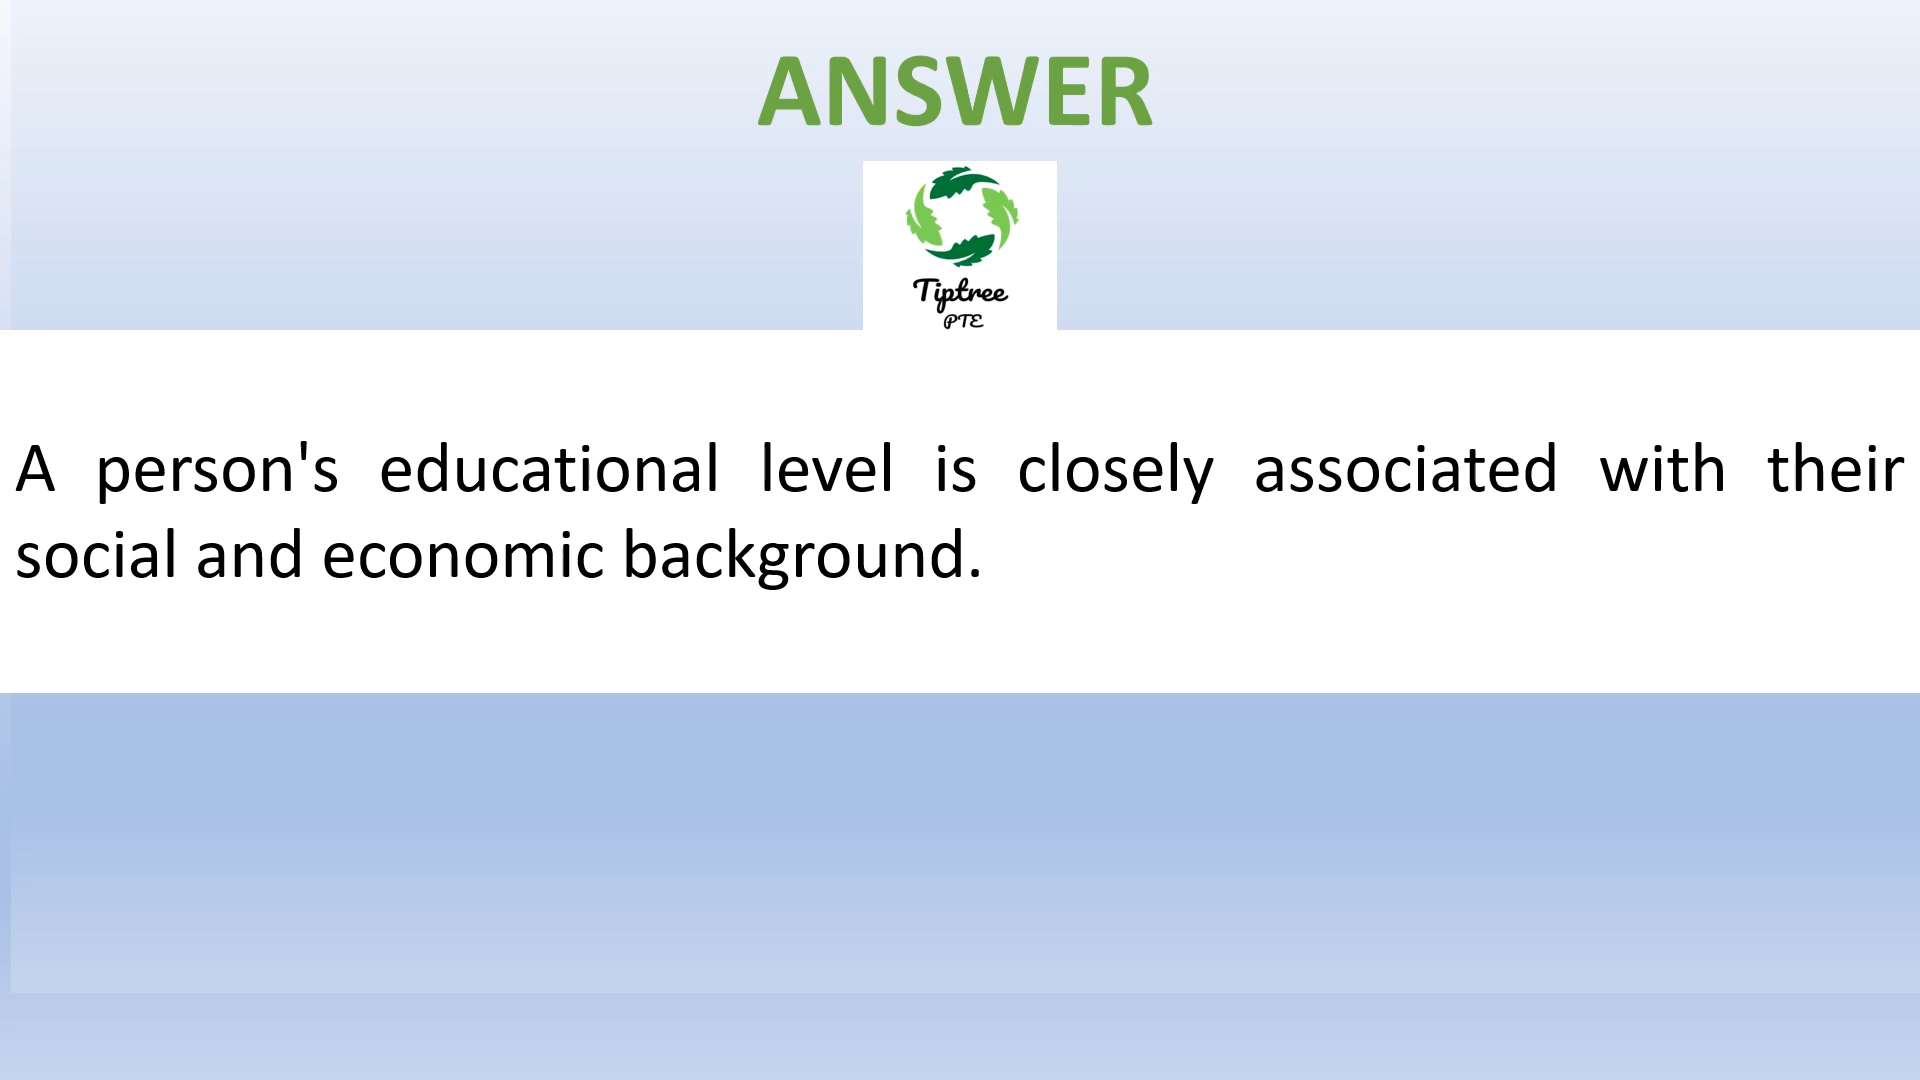 ANSWER
Tiptree
PTE
A person's educational level is closely associated with their
social and economic background.